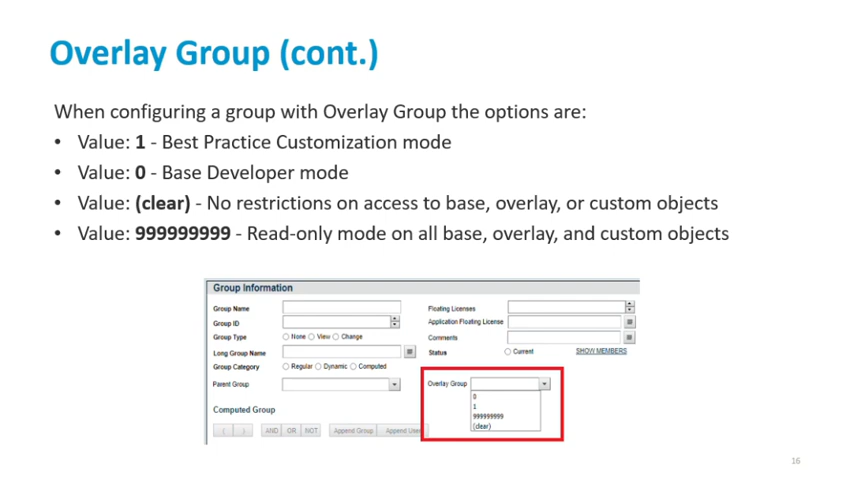 Overlay Group (cont.)
When configuring a group with Overlay Group the options are:
• Value: 1 - Best Practice Customization mode
• Value: 0 - Base Developer mode
• Value: (clear) - No restrictions on access to base, overlay, or custom objects
• Value: 999999999 - Read-only mode on all base, overlay, and custom objects
Group Information
Group Name
Group ID
Group Type None View Change
Long Group Name
Group Category Regular Dynamic Computed
Parent Group
Computed Group
( ) AND OR NOT Append Group Append User
Floating Licenses
Application Floating License
Comments
Status Current SHOW MEMBERS
Overlay Group
0
1
999999999
(clear)
16